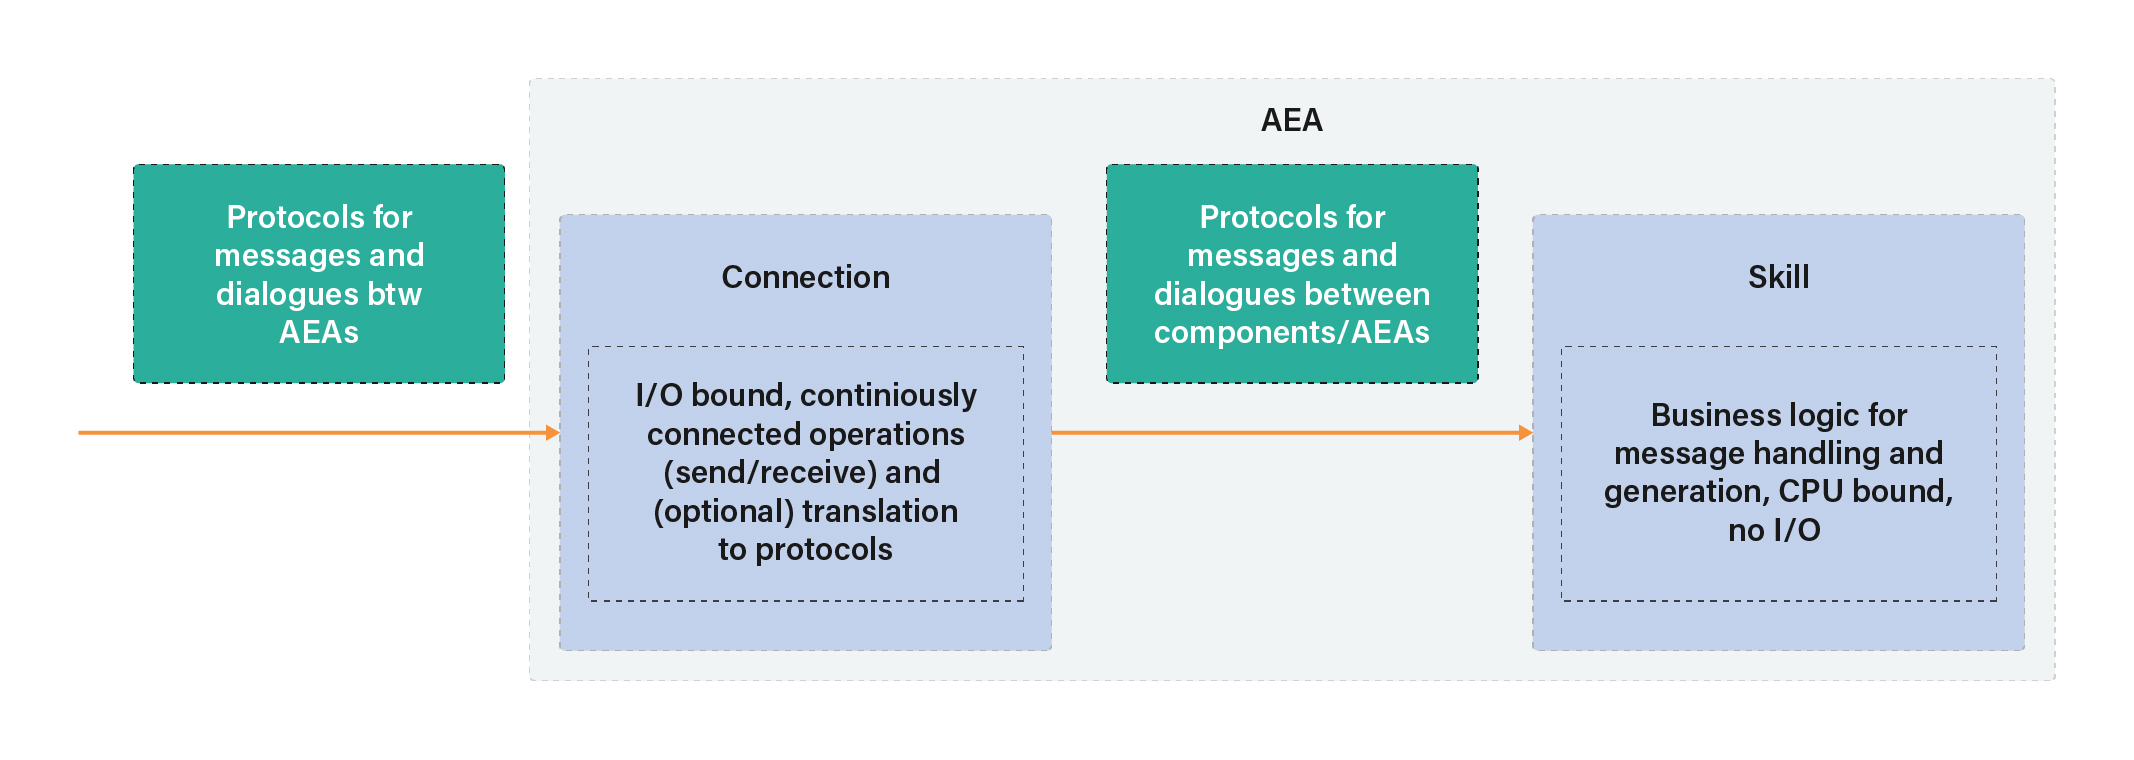 AEA
Protocols for
messages and
dialogues btw
AEAs
Connection
I/O bound, continiously
connected operations
(send/receive) and
(optional) translation
to protocols
Protocols for
messages and
dialogues between
components/AEAs
Skill
Business logic for
message handling and
generation, CPU bound,
no I/O